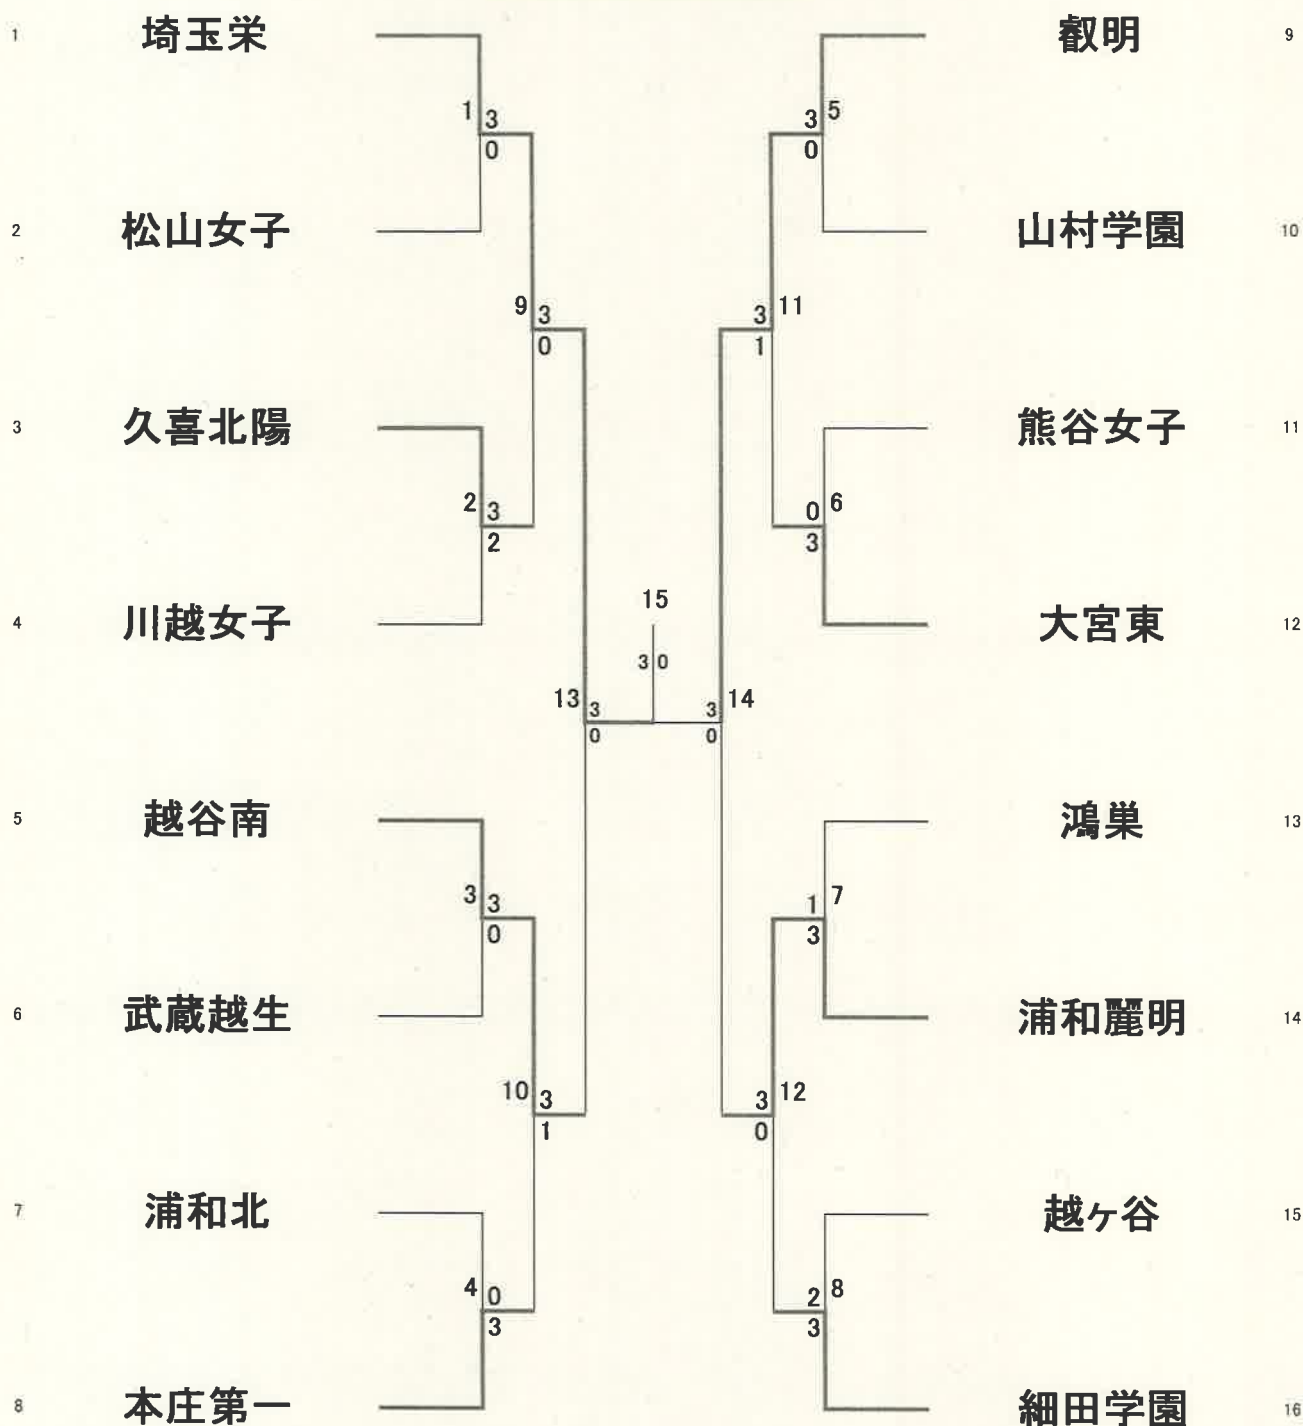 1 埼玉栄 叡明 9
1 3 3 5
0 0
2 松山女子 山村学園 10
9 3 3 11
0 1
3 久喜北陽 熊谷女子 11
2 3 0 6
2 3
4 川越女子 15 大宮東 12
3 0
13 3 3 14
0 0
5 越谷南 鴻巣 13
3 3 1 7
0 3
6 武蔵越生 浦和麗明 14
10 3 3 12
1 0
7 浦和北 越ヶ谷 15
4 0 2 8
3 3
8 本庄第一 細田学園 16